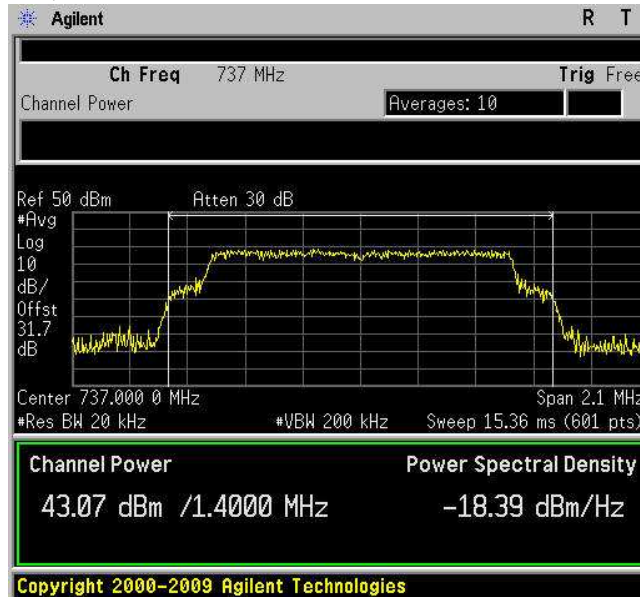 Agilent R T
Ch Freq 737 MHz Trig Free
Channel Power Averages: 10
Ref 50 dBm Atten 30 dB
#Avg
Log
10
dB/
Offst
31.7
dB
Center 737.000 0 MHz Span 2.1 MHz
#Res BW 20 kHz #VBW 200 kHz Sweep 15.36 ms (601 pts)
Channel Power Power Spectral Density
43.07 dBm /1.4000 MHz -18.39 dBm/Hz
Copyright 2000-2009 Agilent Technologies